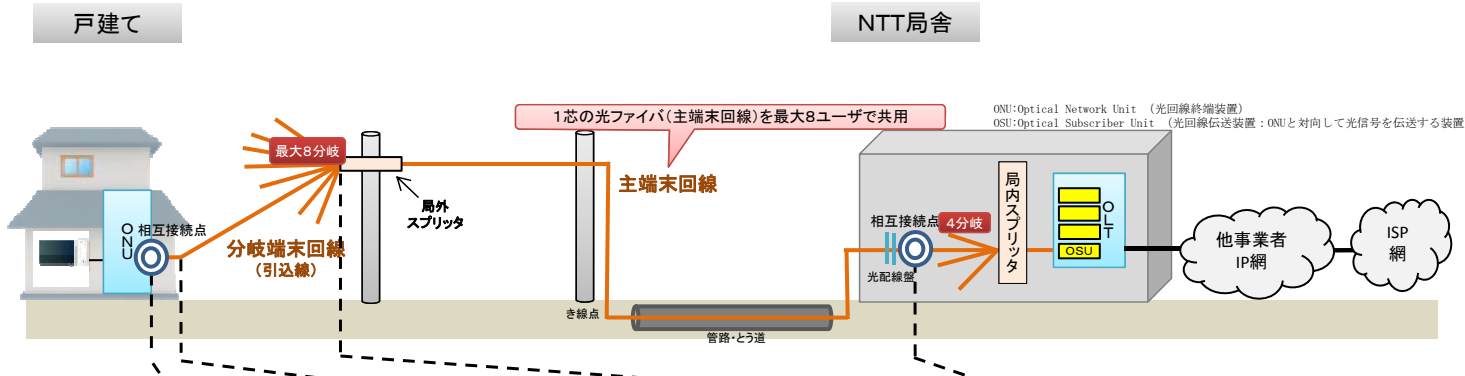 戸建て
NTT局舎
1芯の光ファイバ(主端末回線)を最大8ユーザで共用
ONU:Optical Network Unit (光回線終端装置)
OSU:Optical Subscriber Unit (光回線伝送装置:ONUと対向して光信号を伝送する装置
最大8分岐
局外
スプリッタ
主端末回線
ONU
相互接続点
分岐端末回線
(引込線)
き線点
管路・とう道
相互接続点
光配線盤
4分岐
局内スプリッタ
OLT
OSU
他事業者
IP網
ISP
網